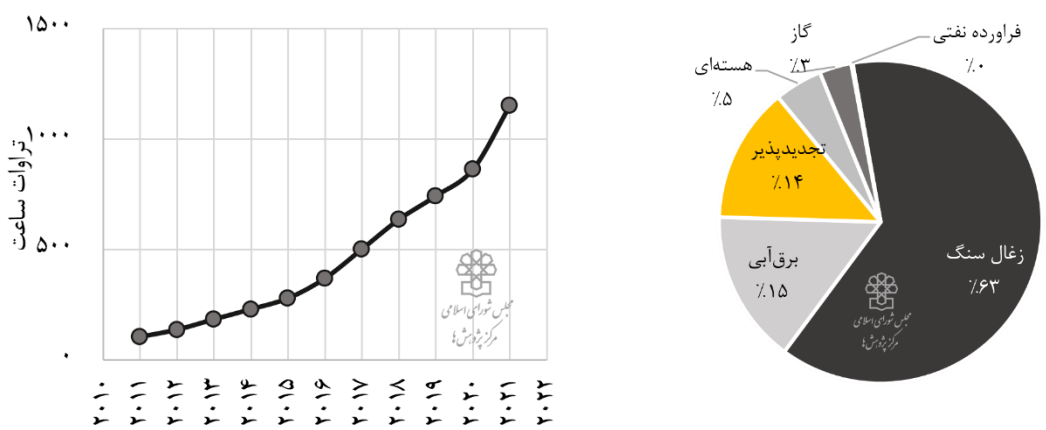 ۱۵۰۰
۱۰۰۰
۵۰۰
۰
تراوات ساعت
۲۰۱۰
۲۰۱۱
۲۰۱۲
۲۰۱۳
۲۰۱۴
۲۰۱۵
۲۰۱۶
۲۰۱۷
۲۰۱۸
۲۰۱۹
۲۰۲۰
۲۰۲۱
۲۰۲۲
مجلس شورای اسلامی
مرکز پژوهش‌ها
فراورده نفتی
٪۰
گاز
٪۳
هسته‌ای
٪۵
تجدیدپذیر
٪۱۴
برق‌آبی
٪۱۵
زغال سنگ
٪۶۳
مجلس شورای اسلامی
مرکز پژوهش‌ها